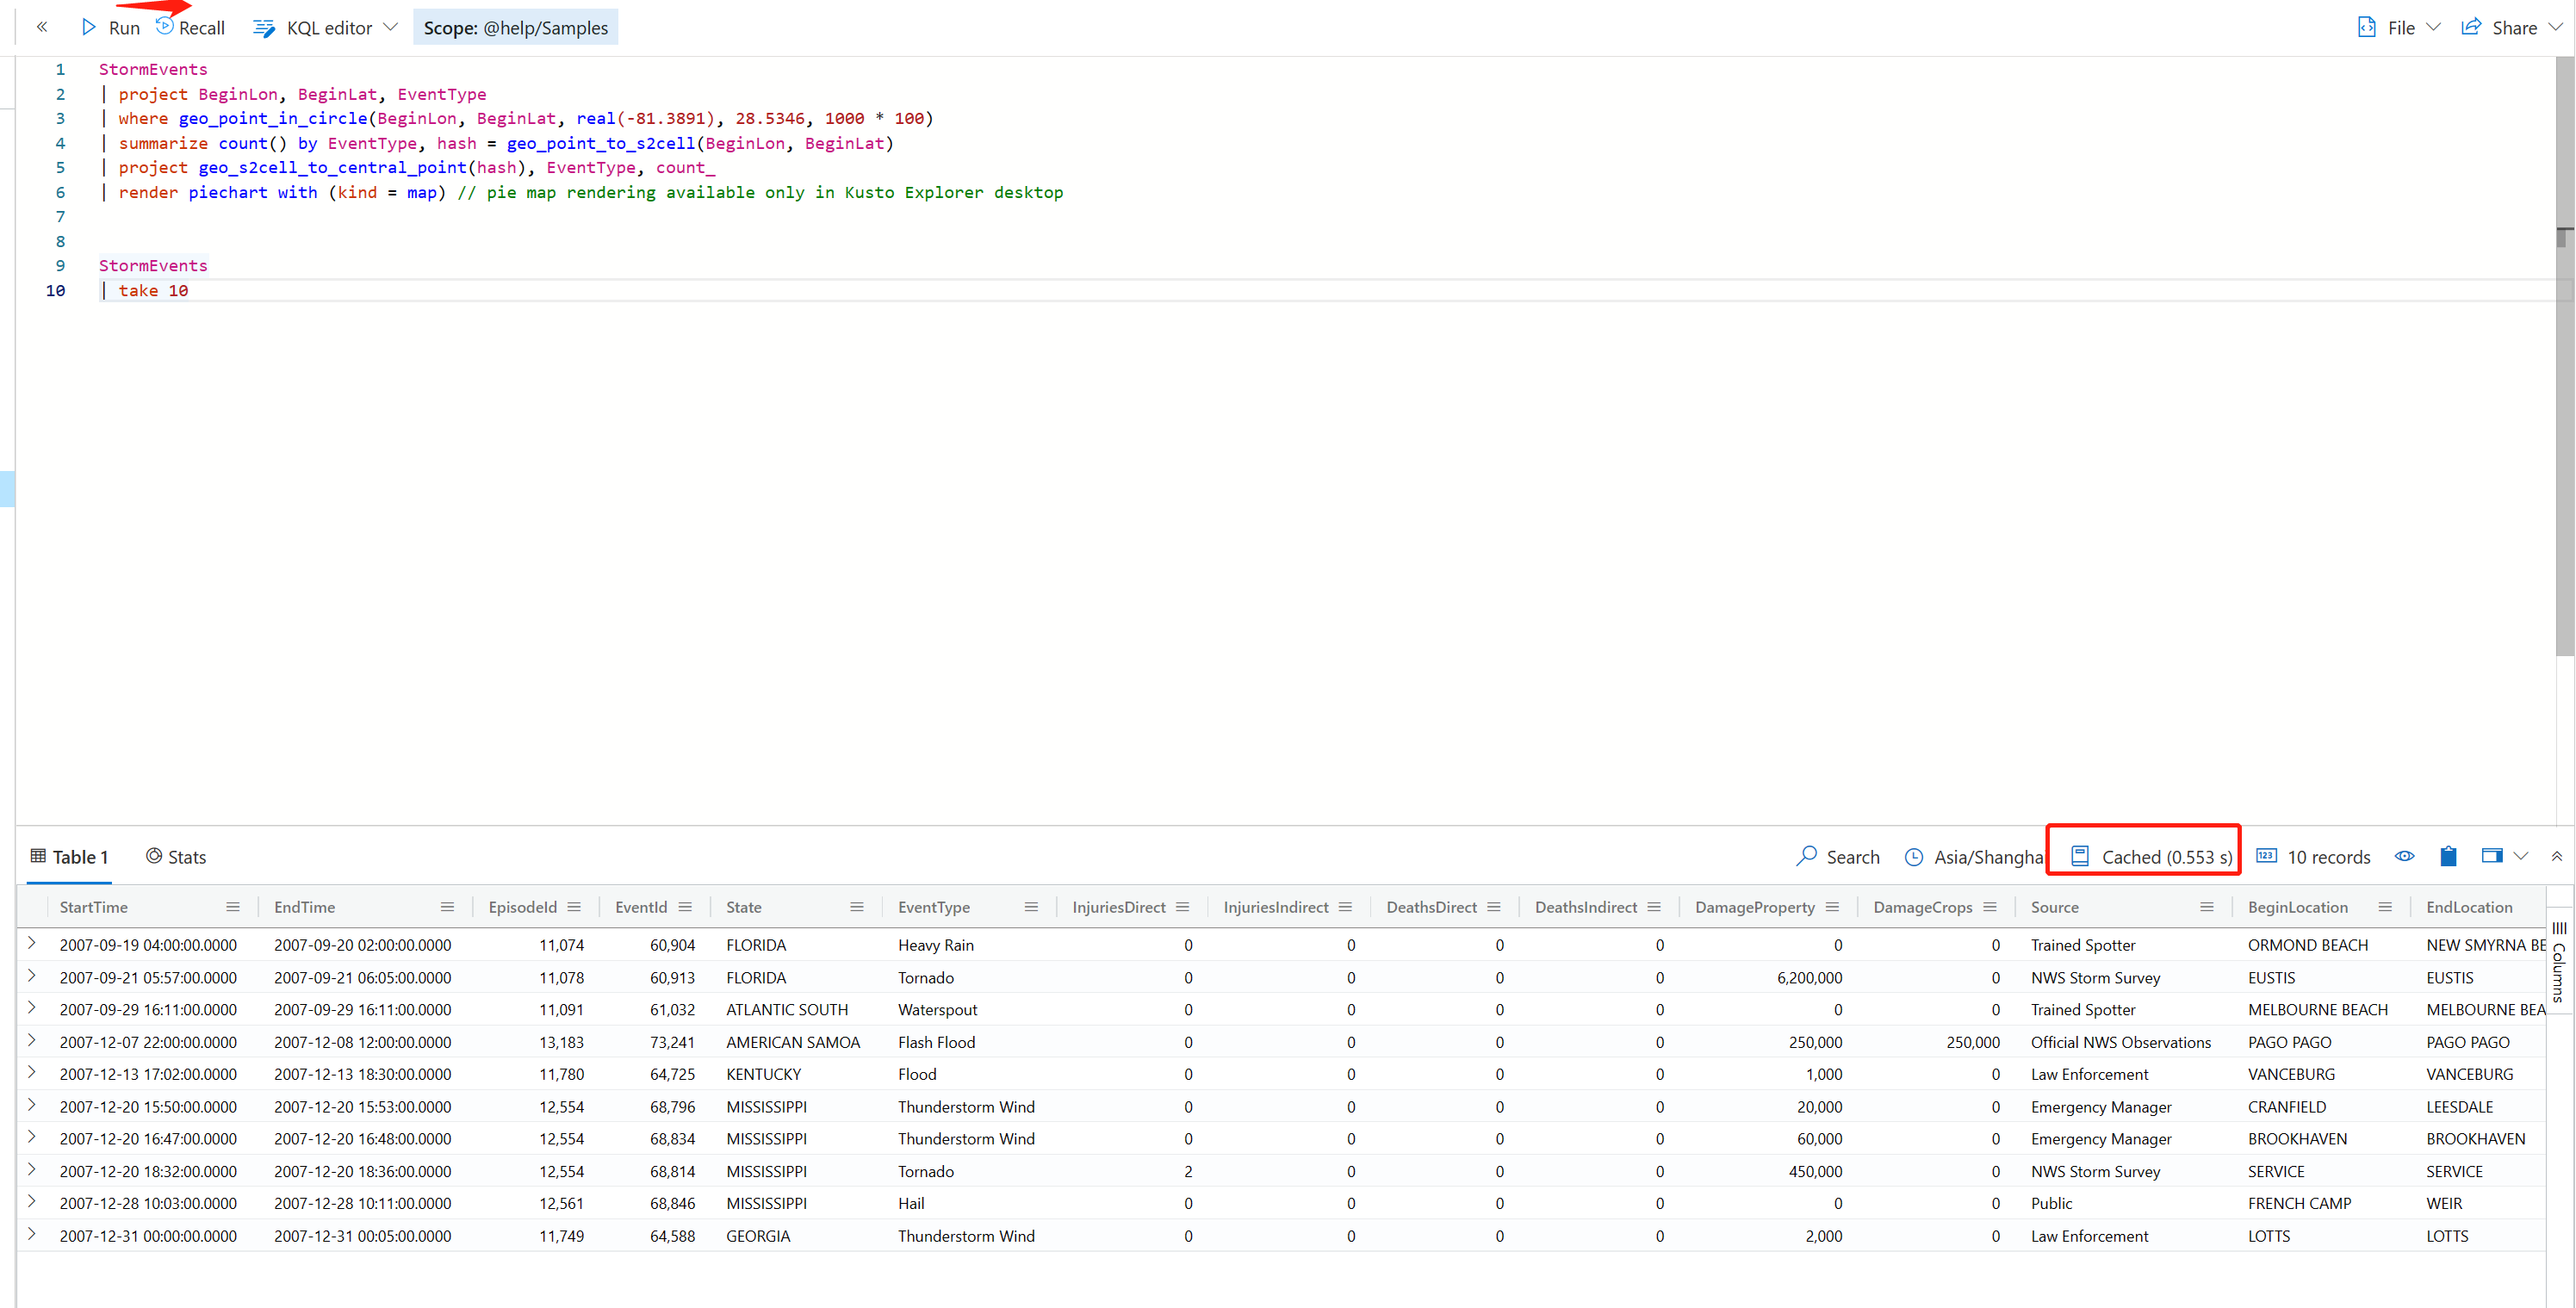 Run Recall KQL editor Scope: @help/Samples File Share
1 StormEvents
2 | project BeginLon, BeginLat, EventType
3 | where geo_point_in_circle(BeginLon, BeginLat, real(-81.3891), 28.5346, 1000 * 100)
4 | summarize count() by EventType, hash = geo_point_to_s2cell(BeginLon, BeginLat)
5 | project geo_s2cell_to_central_point(hash), EventType, count_
6 | render piechart with (kind = map) // pie map rendering available only in Kusto Explorer desktop
7
8
9 StormEvents
10 | take 10
Table 1 Stats Search Asia/Shangha Cached (0.553 s) 123 10 records
StartTime EndTime EpisodeId EventId State EventType InjuriesDirect InjuriesIndirect DeathsDirect DeathsIndirect DamageProperty DamageCrops Source BeginLocation EndLocation
2007-09-19 04:00:00.0000 2007-09-20 02:00:00.0000 11,074 60,904 FLORIDA Heavy Rain 0 0 0 0 0 0 Trained Spotter ORMOND BEACH NEW SMYRNA BE
2007-09-21 05:57:00.0000 2007-09-21 06:05:00.0000 11,078 60,913 FLORIDA Tornado 0 0 0 0 6,200,000 0 NWS Storm Survey EUSTIS EUSTIS
2007-09-29 16:11:00.0000 2007-09-29 16:11:00.0000 11,091 61,032 ATLANTIC SOUTH Waterspout 0 0 0 0 0 0 Trained Spotter MELBOURNE BEACH MELBOURNE BEA
2007-12-07 22:00:00.0000 2007-12-08 12:00:00.0000 13,183 73,241 AMERICAN SAMOA Flash Flood 0 0 0 0 250,000 250,000 Official NWS Observations PAGO PAGO PAGO PAGO
2007-12-13 17:02:00.0000 2007-12-13 18:30:00.0000 11,780 64,725 KENTUCKY Flood 0 0 0 0 1,000 0 Law Enforcement VANCEBURG VANCEBURG
2007-12-20 15:50:00.0000 2007-12-20 15:53:00.0000 12,554 68,796 MISSISSIPPI Thunderstorm Wind 0 0 0 0 20,000 0 Emergency Manager CRANFIELD LEESDALE
2007-12-20 16:47:00.0000 2007-12-20 16:48:00.0000 12,554 68,834 MISSISSIPPI Thunderstorm Wind 0 0 0 0 60,000 0 Emergency Manager BROOKHAVEN BROOKHAVEN
2007-12-20 18:32:00.0000 2007-12-20 18:36:00.0000 12,554 68,814 MISSISSIPPI Tornado 2 0 0 0 450,000 0 NWS Storm Survey SERVICE SERVICE
2007-12-28 10:03:00.0000 2007-12-28 10:11:00.0000 12,561 68,846 MISSISSIPPI Hail 0 0 0 0 0 0 Public FRENCH CAMP WEIR
2007-12-31 00:00:00.0000 2007-12-31 00:05:00.0000 11,749 64,588 GEORGIA Thunderstorm Wind 0 0 0 0 2,000 0 Law Enforcement LOTTS LOTTS
Columns